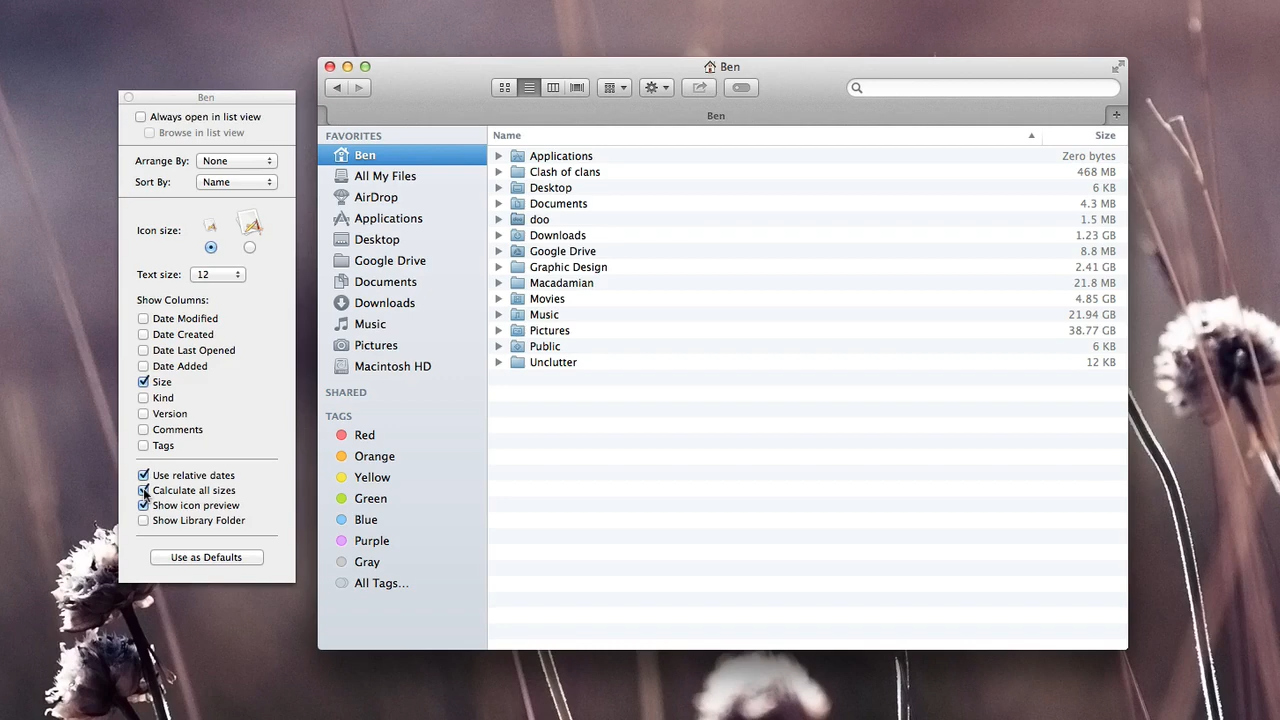 Ben
Always open in list view
Browse in list view
Arrange By: None
Sort By: Name
Icon size:
Text size: 12
Show Columns:
Date Modified
Date Created
Date Last Opened
Date Added
Size
Kind
Version
Comments
Tags
Use relative dates
Calculate all sizes
Show icon preview
Show Library Folder
Use as Defaults
Ben
Ben
FAVORITES
Ben
All My Files
AirDrop
Applications
Desktop
Google Drive
Documents
Downloads
Music
Pictures
Macintosh HD
SHARED
TAGS
Red
Orange
Yellow
Green
Blue
Purple
Gray
All Tags...
Name Size
Applications Zero bytes
Clash of clans 468 MB
Desktop 6 KB
Documents 4.3 MB
doo 1.5 MB
Downloads 1.23 GB
Google Drive 8.8 MB
Graphic Design 2.41 GB
Macadamian 21.8 MB
Movies 4.85 GB
Music 21.94 GB
Pictures 38.77 GB
Public 6 KB
Unclutter 12 KB